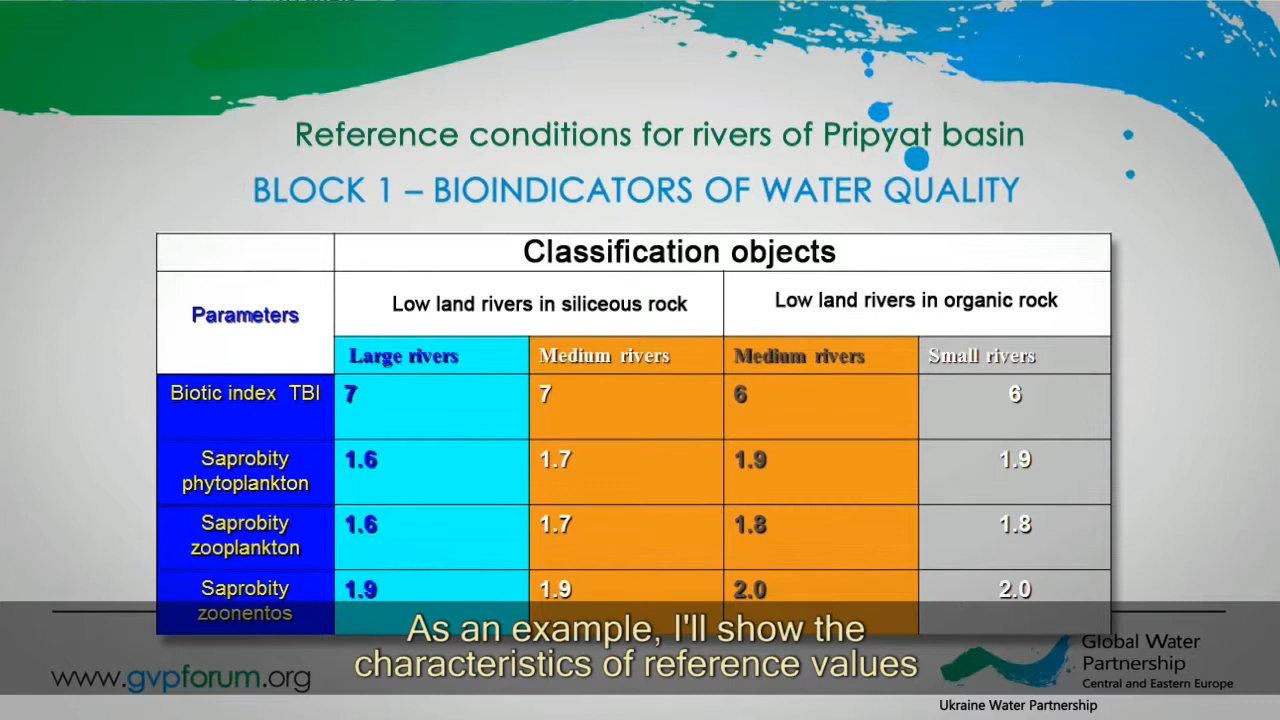 Reference conditions for rivers of Pripyat basin
BLOCK 1 – BIOINDICATORS OF WATER QUALITY
Classification objects
Parameters
Low land rivers in siliceous rock
Low land rivers in organic rock
Large rivers
Medium rivers
Medium rivers
Small rivers
Biotic index TBI
7
7
6
6
Saprobity
phytoplankton
1.6
1.7
1.9
1.9
Saprobity
zooplankton
1.6
1.7
1.8
1.8
Saprobity
zoonentos
1.9
1.9
2.0
2.0
As an example, I'll show the
characteristics of reference values
www.gvpforum.org
Global Water
Partnership
Central and Eastern Europe
Ukraine Water Partnership